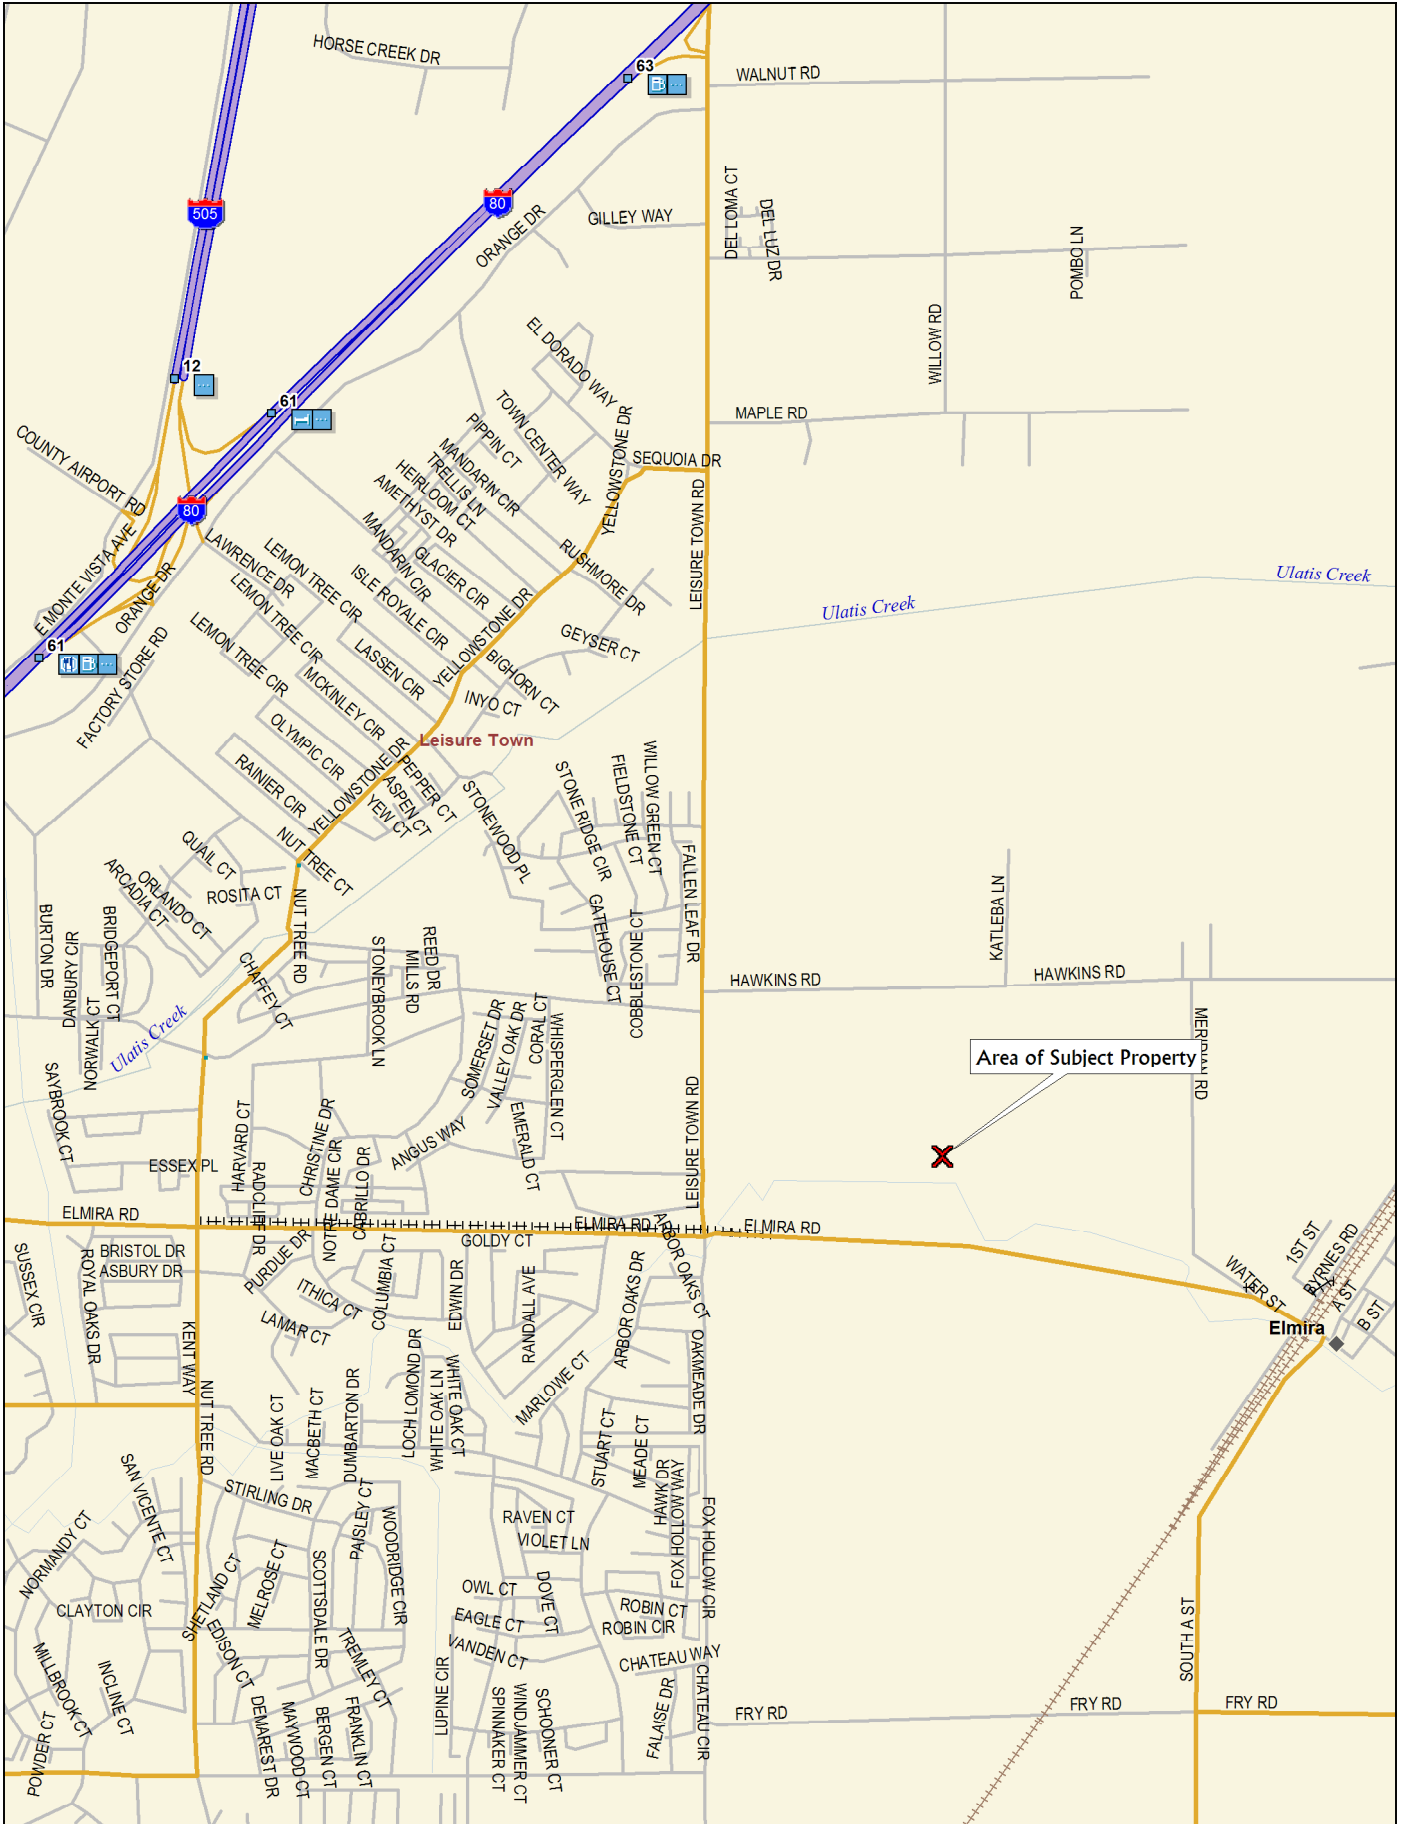 HORSE CREEK DR
63
WALNUT RD
505
80
ORANGE DR
GILLEY WAY
DEL LOMA CT
DEL LUZ DR
POMBO LN
WILLOW RD
EL DORADO WAY
12
61
MAPLE RD
TOWN CENTER WAY
PIPPIN CT
YELLOWSTONE DR
SEQUOIA DR
COUNTY AIRPORT RD
MANDARIN CIR
TRELLIS LN
HEIRLOOM CT
AMETHYST DR
LEISURE TOWN RD
80
MANDARIN CIR
GLACIER CIR
RUSHMORE DR
E MONTE VISTA AVE
LAWRENCE DR
LEMON TREE CIR
ISLE ROYALE CIR
Ulatis Creek
Ulatis Creek
ORANGE DR
LEMON TREE CIR
YELLOWSTONE DR
GEYSER CT
61
FACTORY STORE RD
LEMON TREE CIR
LASSEN CIR
BIGHORN CT
MCKINLEY CIR
INYO CT
OLYMPIC CIR
Leisure Town
YELLOWSTONE DR
RAINIER CIR
PEPPER CT
ASPEN CT
YEW CT
STONEWOOD PL
STONE RIDGE CIR
FIELDSTONE CT
WILLOW GREEN CT
FALLEN LEAF DR
QUAIL CT
NUT TREE CT
ARCADIA CT
ORLANDO CT
ROSITA CT
NUT TREE RD
GATEHOUSE CT
COBBLESTONE CT
KATLEBA LN
BURTON DR
DANBURY CIR
BRIDGEPORT CT
NORWALK CT
CHAFFEY CT
STONEYBROOK LN
MILLS RD
REED DR
HAWKINS RD
HAWKINS RD
Ulatis Creek
SOMERSET DR
VALLEY OAK DR
CORAL CT
WHISPERGLEN CT
MERIDIAN RD
Area of Subject Property
SAYBROOK CT
HARVARD CT
CHRISTINE DR
ANGUS WAY
EMERALD CT
LEISURE TOWN RD
ESSEX PL
RADCLIFF DR
NOTRE DAME CIR
CABRILLO DR
ELMIRA RD
ELMIRA RD
ELMIRA RD
GOLDY CT
ARBOR OAKS CT
1ST ST
BYRNES RD
SUSSEX CIR
ROYAL OAKS DR
BRISTOL DR
ASBURY DR
PURDUE DR
ITHICA CT
COLUMBIA CT
EDWIN DR
RANDALL AVE
ARBOR OAKS DR
WATER ST
A ST
B ST
Elmira
LAMAR CT
KENT WAY
OAKMEADE DR
LOCH LOMOND DR
WHITE OAK LN
WHITE OAK CT
MARLOWE CT
NUT TREE RD
LIVE OAK CT
MACBETH CT
DUMBARTON DR
STUART CT
MEADE CT
SAN VICENTE CT
STIRLING DR
PAISLEY CT
WOODRIDGE CIR
HAWK DR
FOX HOLLOW WAY
FOX HOLLOW CIR
RAVEN CT
VIOLET LN
NORMANDY CT
SHETLAND CT
MELROSE CT
SCOTTSDALE DR
OWL CT
DOVE CT
CLAYTON CIR
EAGLE CT
ROBIN CT
ROBIN CIR
SOUTH A ST
MILLBROOK CT
INCLINE CT
EDISON CT
TREMLEY CT
VANDEN CT
CHATEAU WAY
LUPINE CIR
CHATEAU CIR
FALAISE DR
POWDER CT
DEMAREST DR
MAYWOOD CT
BERGEN CT
FRANKLIN CT
SPINNAKER CT
WINDJAMMER CT
SCHOONER CT
FRY RD
FRY RD
FRY RD